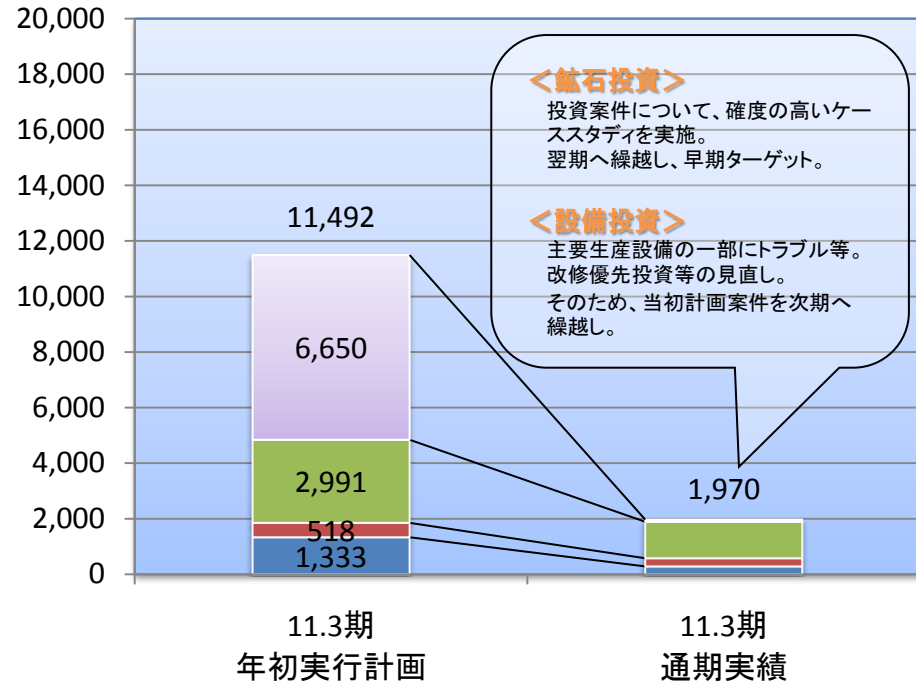 20,000
18,000
16,000
14,000
12,000
10,000
8,000
6,000
4,000
2,000
0
11,492
6,650
2,991
518
1,333
1,970
＜鉱石投資＞
投資案件について、確度の高いケー
ススタディを実施。
翌期へ繰越し、早期ターゲット。
＜設備投資＞
主要生産設備の一部にトラブル等。
改修優先投資等の見直し。
そのため、当初計画案件を次期へ
繰越し。
11.3期
年初実行計画
11.3期
通期実績